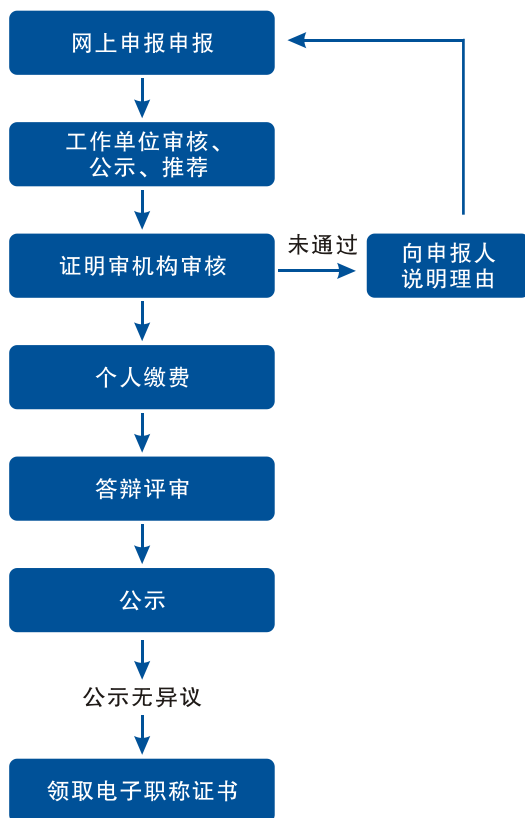 网上申报申报
工作单位审核、
公示、推荐
证明审机构审核
未通过
向申报人
说明理由
个人缴费
答辩评审
公示
公示无异议
领取电子职称证书